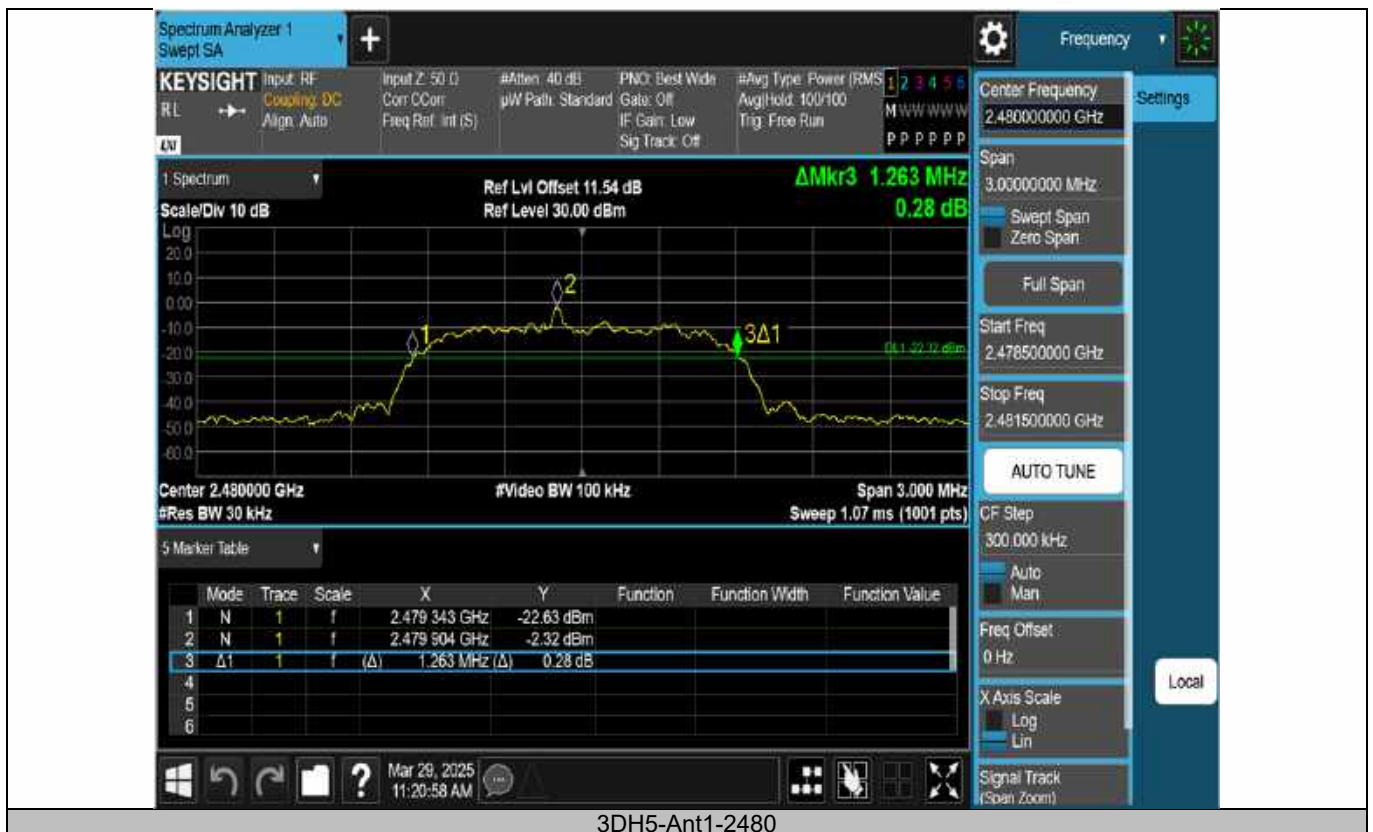 Spectrum Analyzer 1
Swept SA
+
Frequency
KEYSIGHT
RL
Input: RF
Coupling: DC
Align: Auto
Input Z: 50 Ω
Corr CCorr
Freq Ref: Int (S)
#Atten: 40 dB
µW Path: Standard
PNO: Best Wide
Gate: Off
IF Gain: Low
Sig Track: Off
#Avg Type: Power (RMS
Avg|Hold: 100/100
Trig: Free Run
1 2 3 4 5 6
M W W W W W
P P P P P P
1 Spectrum
Scale/Div 10 dB
Ref Lvl Offset 11.54 dB
Ref Level 30.00 dBm
ΔMkr3 1.263 MHz
0.28 dB
Log
20.0
10.0
0.00
-10.0
-20.0
-30.0
-40.0
-50.0
-60.0
1
2
3Δ1
DL1 -22.32 dBm
Center 2.480000 GHz
#Res BW 30 kHz
#Video BW 100 kHz
Span 3.000 MHz
Sweep 1.07 ms (1001 pts)
5 Marker Table
Mode Trace Scale X Y Function Function Width Function Value
1 N 1 f 2.479 343 GHz -22.63 dBm
2 N 1 f 2.479 904 GHz -2.32 dBm
3 Δ1 1 f (Δ) 1.263 MHz (Δ) 0.28 dB
4
5
6
?
Mar 29, 2025
11:20:58 AM
Center Frequency
2.480000000 GHz
Settings
Span
3.00000000 MHz
Swept Span
Zero Span
Full Span
Start Freq
2.478500000 GHz
Stop Freq
2.481500000 GHz
AUTO TUNE
CF Step
300.000 kHz
Auto
Man
Freq Offset
0 Hz
X Axis Scale
Log
Lin
Local
Signal Track
(Span Zoom)
3DH5-Ant1-2480